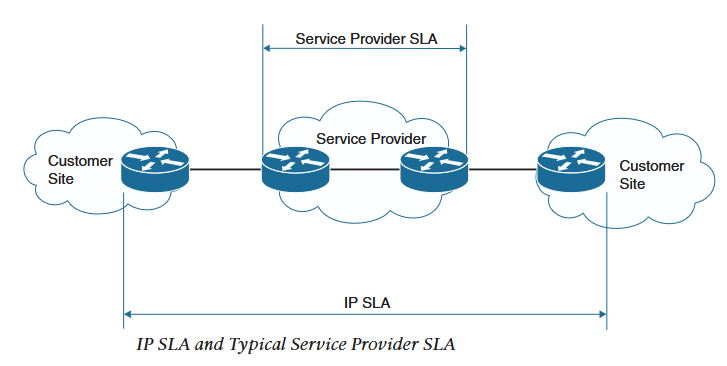 Service Provider SLA
Service Provider
Customer
Site
Customer
Site
IP SLA
IP SLA and Typical Service Provider SLA